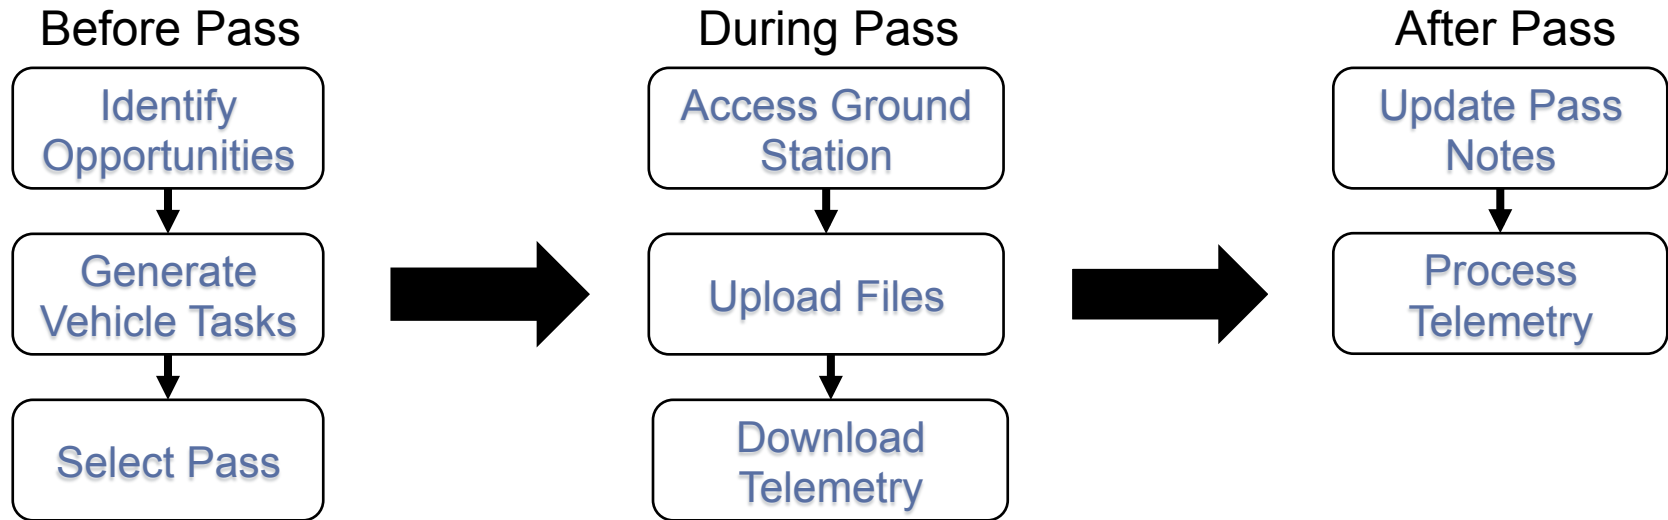 Before Pass
Identify
Opportunities
Generate
Vehicle Tasks
Select Pass
During Pass
Access Ground
Station
Upload Files
Download
Telemetry
After Pass
Update Pass
Notes
Process
Telemetry